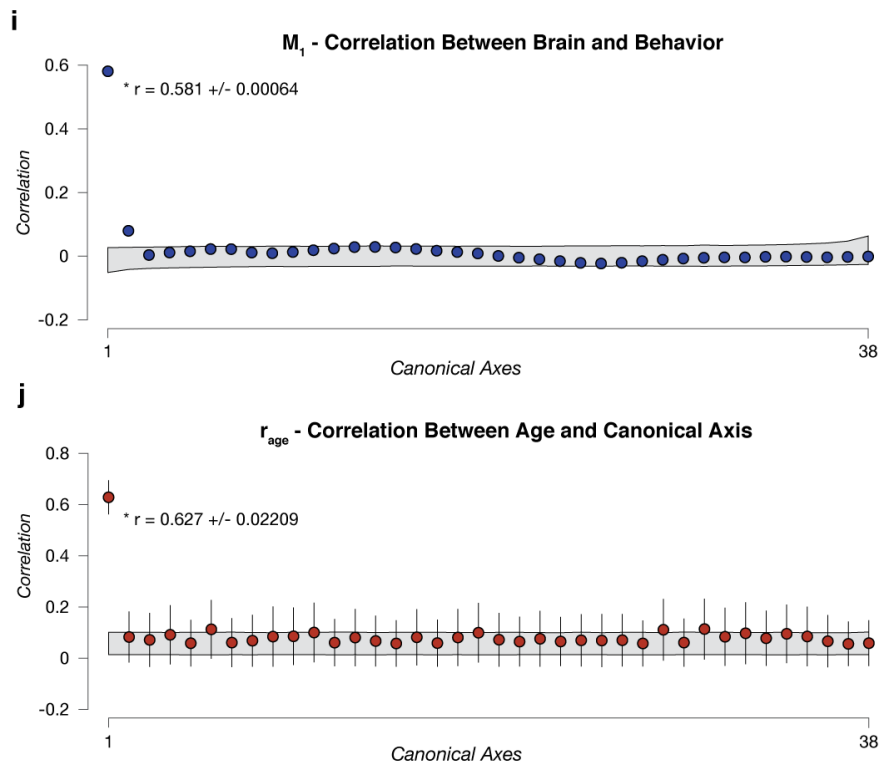 i
M1 - Correlation Between Brain and Behavior
0.6
* r = 0.581 +/- 0.00064
0.4
Correlation
0.2
0
-0.2
1
38
Canonical Axes
j
rage - Correlation Between Age and Canonical Axis
0.8
0.6
* r = 0.627 +/- 0.02209
Correlation
0.4
0.2
0
-0.2
1
38
Canonical Axes